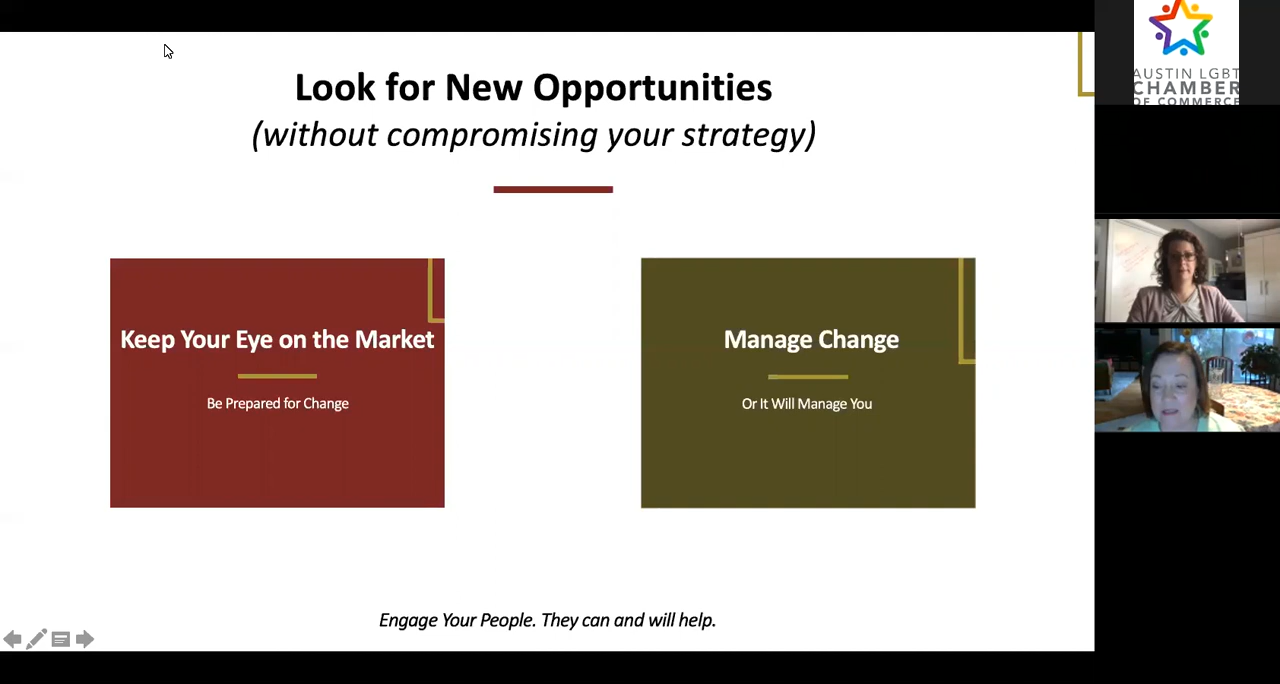 Look for New Opportunities
(without compromising your strategy)
Keep Your Eye on the Market
Be Prepared for Change
Manage Change
Or It Will Manage You
Engage Your People. They can and will help.
AUSTIN LGBT
CHAMBER
OF COMMERCE